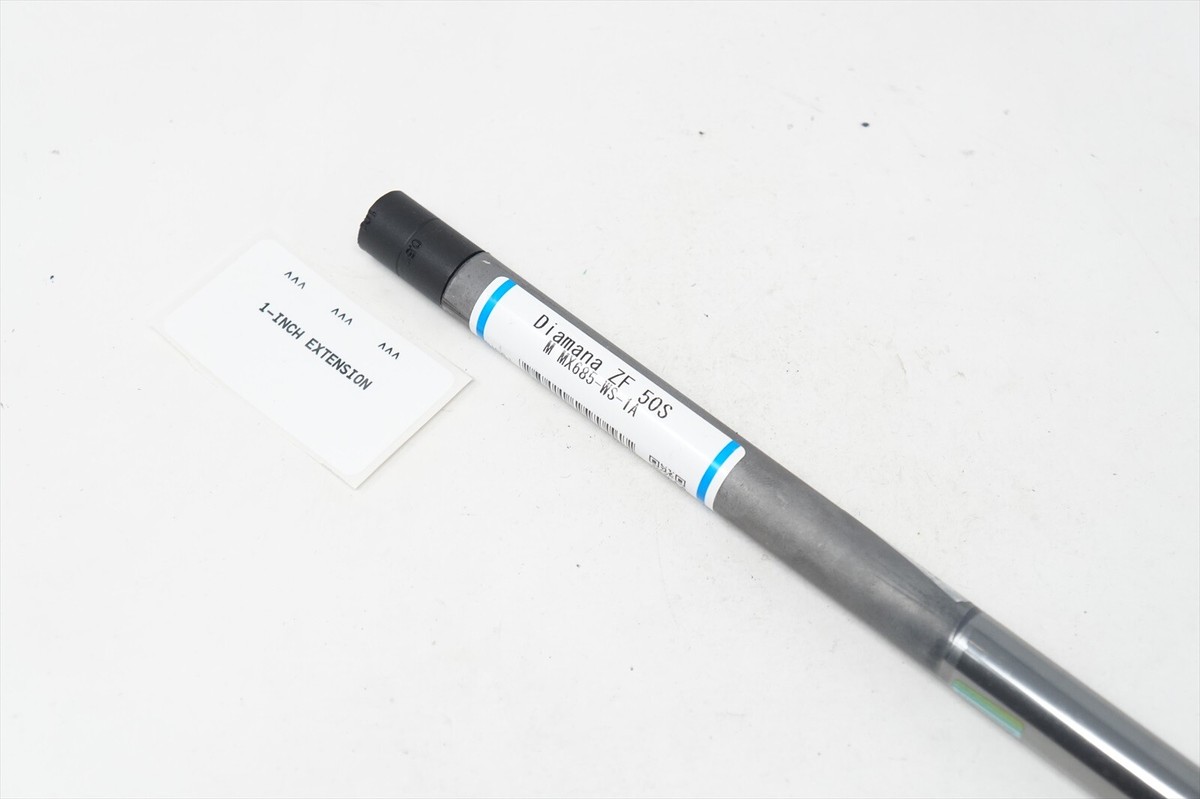 ^^^ ^^^ ^^^
1-INCH EXTENSION
Diamana ZF 50S
M MX685-WS-1A